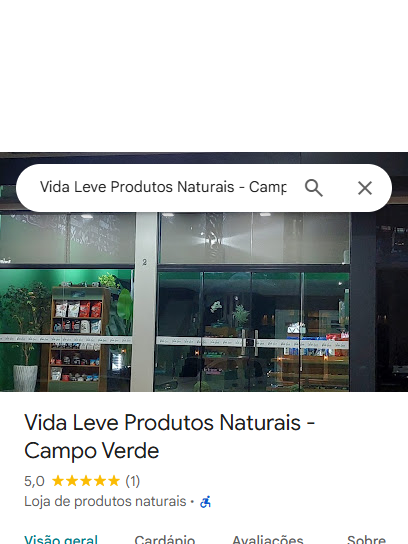 Vida Leve Produtos Naturais - Camp
2
Vida Leve Produtos Naturais -
Campo Verde
5,0 (1)
Loja de produtos naturais ·
Visão geral Cardápio Avaliações Sobre